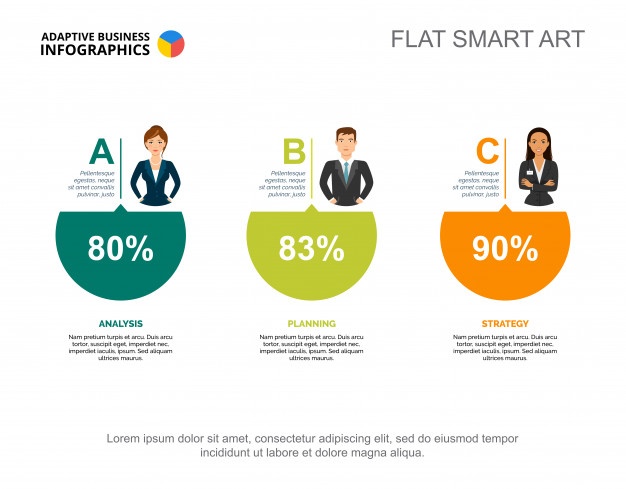 ADAPTIVE BUSINESS
INFOGRAPHICS
FLAT SMART ART
A
Pellentesque
egestas, neque
sit amet convallis
pulvinar, justo
B
Pellentesque
egestas, neque
sit amet convallis
pulvinar, justo
C
Pellentesque
egestas, neque
sit amet convallis
pulvinar, justo
80%
83%
90%
ANALYSIS
Nam pretium turpis et arcu. Duis arcu
tortor, suscipit eget, imperdiet nec,
imperdiet iaculis, ipsum. Sed aliquam
ultrices mauris.
PLANNING
Nam pretium turpis et arcu. Duis arcu
tortor, suscipit eget, imperdiet nec,
imperdiet iaculis, ipsum. Sed aliquam
ultrices mauris.
STRATEGY
Nam pretium turpis et arcu. Duis arcu
tortor, suscipit eget, imperdiet nec,
imperdiet iaculis, ipsum. Sed aliquam
ultrices mauris.
Lorem ipsum dolor sit amet, consectetur adipiscing elit, sed do eiusmod tempor
incididunt ut labore et dolore magna aliqua.